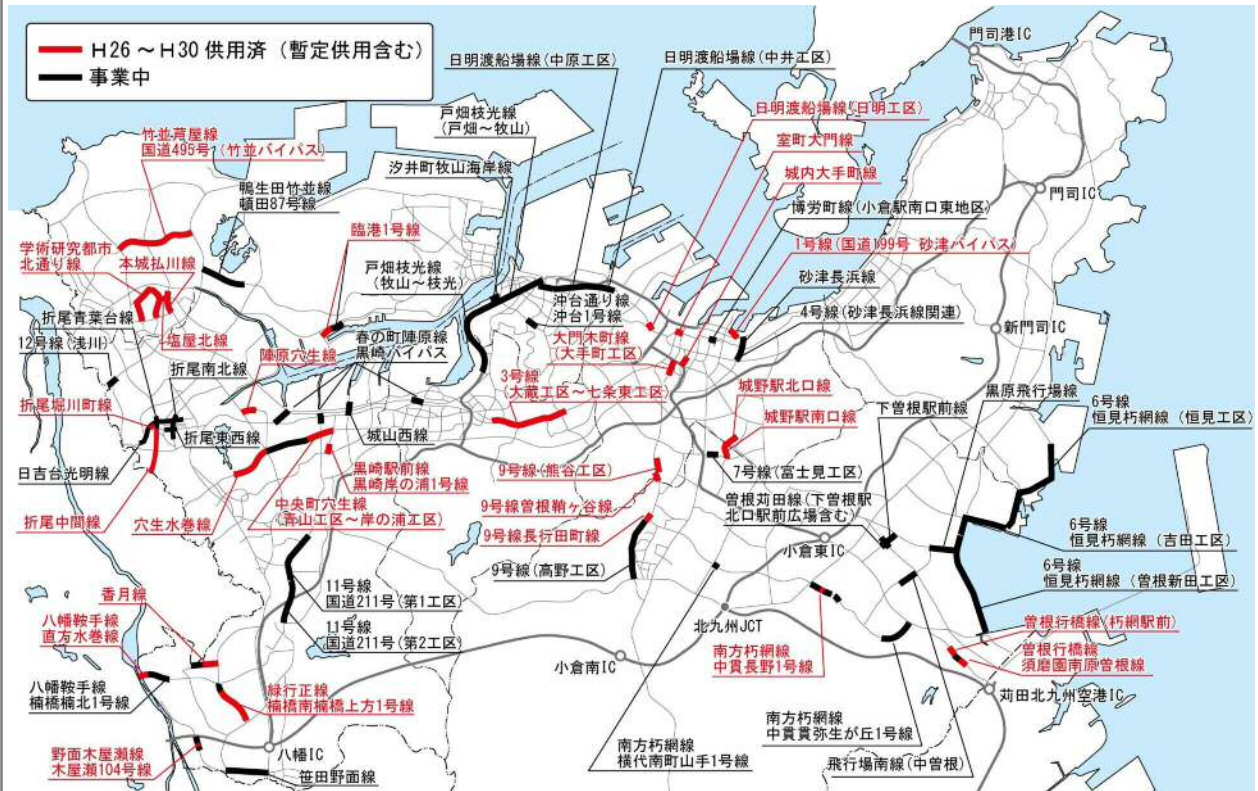 H26～H30 供用済（暫定供用含む）
事業中
門司港IC
日明渡船場線(中原工区)
日明渡船場線(中井工区)
戸畑枝光線
(戸畑～牧山)
日明渡船場線(日明工区)
竹並芦屋線
国道495号（竹並バイパス）
室町大門線
汐井町牧山海岸線
城内大手町線
鴨生田竹並線
頓田87号線
門司IC
博労町線(小倉駅南口東地区)
学術研究都市
北通り線
本城払川線
臨港1号線
1号線(国道199号 砂津バイパス)
戸畑枝光線
(牧山～枝光)
砂津長浜線
沖台通り線
沖台1号線
4号線(砂津長浜線関連)
折尾青葉台線
塩屋北線
春の町陣原線
黒崎バイパス
大門木町線
(大手町工区)
新門司IC
12号線(浅川)
折尾南北線
陣原穴生線
3号線
(大蔵工区～七条東工区)
城野駅北口線
下曽根駅前線
黒原飛行場線
6号線
恒見朽網線（恒見工区）
折尾堀川町線
折尾東西線
城山西線
城野駅南口線
日吉台光明線
黒崎駅前線
黒崎岸の浦1号線
9号線(熊谷工区)
7号線(富士見工区)
折尾中間線
穴生水巻線
中央町穴生線
(青山工区～岸の浦工区)
9号線曽根鞘ヶ谷線
曽根苅田線(下曽根駅
北口駅前広場含む)
6号線
恒見朽網線（吉田工区）
9号線長行田町線
小倉東IC
6号線
恒見朽網線（曽根新田工区）
9号線(高野工区)
11号線
国道211号(第1工区)
香月線
八幡鞍手線
直方水巻線
11号線
国道211号(第2工区)
北九州JCT
曽根行橋線(朽網駅前)
小倉南IC
南方朽網線
中貫長野1号線
曽根行橋線
須磨園南原曽根線
八幡鞍手線
楠橋楠北1号線
緑行正線
楠橋南楠橋上方1号線
苅田北九州空港IC
南方朽網線
中貫貫弥生が丘1号線
野面木屋瀬線
木屋瀬104号線
八幡IC
南方朽網線
横代南町山手1号線
飛行場南線(中曽根)
笹田野面線